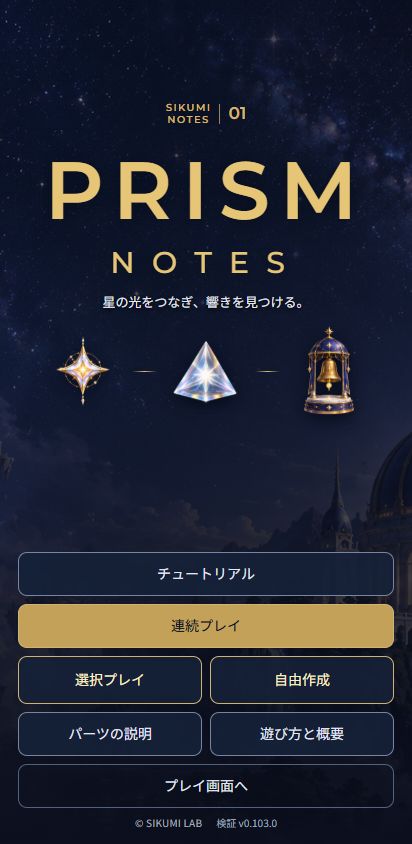 SIKUMI
NOTES
01
PRISM
NOTES
星の光をつなぎ、響きを見つける。
チュートリアル
連続プレイ
選択プレイ
自由作成
パーツの説明
遊び方と概要
プレイ画面へ
© SIKUMI LAB 検証 v0.103.0